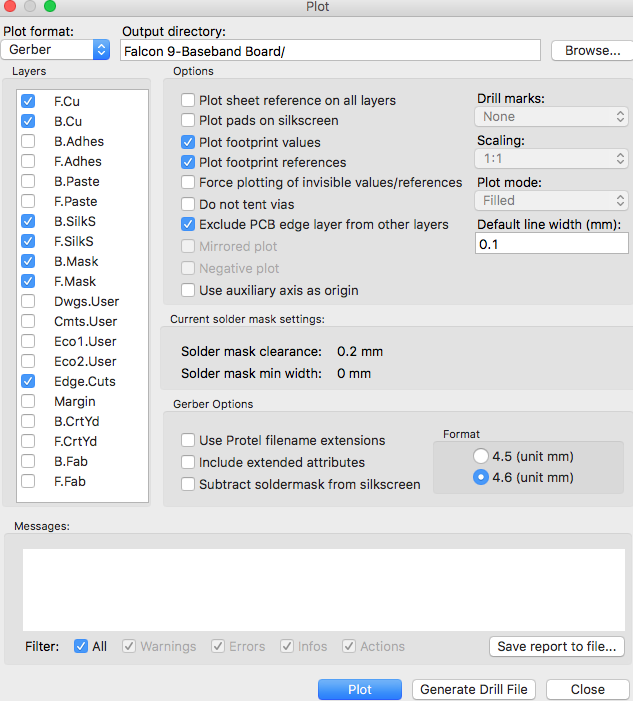 Plot
Plot format:
Output directory:
Gerber
Falcon 9-Baseband Board/
Browse...
Layers
F.Cu
B.Cu
B.Adhes
F.Adhes
B.Paste
F.Paste
B.SilkS
F.SilkS
B.Mask
F.Mask
Dwgs.User
Cmts.User
Eco1.User
Eco2.User
Edge.Cuts
Margin
B.CrtYd
F.CrtYd
B.Fab
F.Fab
Options
Plot sheet reference on all layers
Plot pads on silkscreen
Plot footprint values
Plot footprint references
Force plotting of invisible values/references
Do not tent vias
Exclude PCB edge layer from other layers
Mirrored plot
Negative plot
Use auxiliary axis as origin
Drill marks:
None
Scaling:
1:1
Plot mode:
Filled
Default line width (mm):
0.1
Current solder mask settings:
Solder mask clearance: 0.2 mm
Solder mask min width: 0 mm
Gerber Options
Use Protel filename extensions
Include extended attributes
Subtract soldermask from silkscreen
Format
4.5 (unit mm)
4.6 (unit mm)
Messages:
Filter: All Warnings Errors Infos Actions
Save report to file...
Plot
Generate Drill File
Close